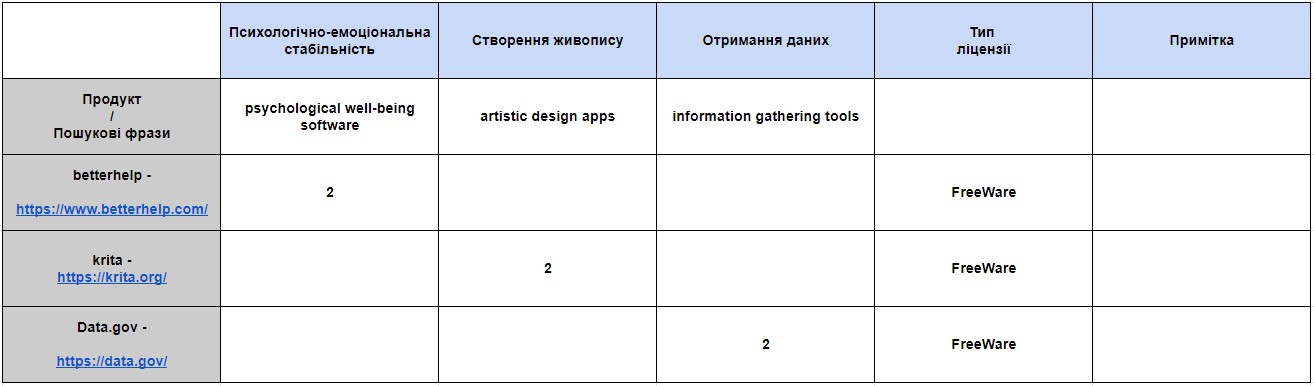 Психологічно-емоціональна
стабільність
Створення живопису
Отримання даних
Тип
ліцензії
Примітка
Продукт
/
Пошукові фрази
psychological well-being
software
artistic design apps
information gathering tools
betterhelp -
https://www.betterhelp.com/
2
FreeWare
krita -
https://krita.org/
2
FreeWare
Data.gov -
https://data.gov/
2
FreeWare